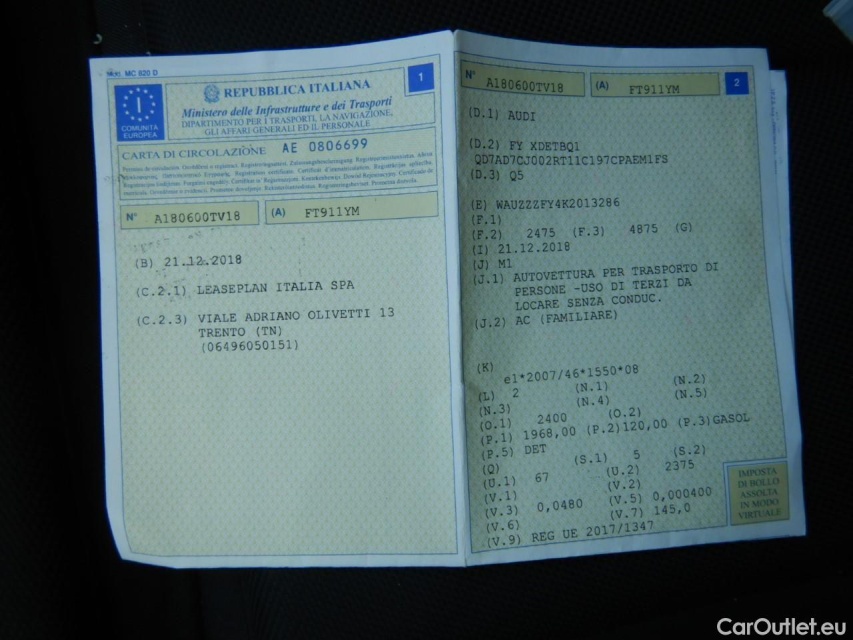 Mod. MC 820 D
I
COMUNITÀ
EUROPEA
REPUBBLICA ITALIANA
1
Ministero delle Infrastrutture e dei Trasporti
DIPARTIMENTO PER I TRASPORTI, LA NAVIGAZIONE,
GLI AFFARI GENERALI ED IL PERSONALE
CARTA DI CIRCOLAZIONE AE 0806699
N° A180600TV18 (A) FT911YM
(B) 21.12.2018
(C.2.1) LEASEPLAN ITALIA SPA
(C.2.3) VIALE ADRIANO OLIVETTI 13
TRENTO (TN)
(06496050151)
N° A180600TV18 (A) FT911YM 2
(D.1) AUDI
(D.2) FY XDETBQ1
QD7AD7CJ002RT11C197CPAEM1FS
(D.3) Q5
(E) WAUZZZFY4K2013286
(F.1)
(F.2) 2475 (F.3) 4875 (G)
(I) 21.12.2018
(J) M1
(J.1) AUTOVETTURA PER TRASPORTO DI
PERSONE -USO DI TERZI DA
LOCARE SENZA CONDUC.
(J.2) AC (FAMILIARE)
(K)
e1*2007/46*1550*08
(L) 2 (N.1) (N.2)
(N.3) (N.4) (N.5)
(O.1) 2400 (O.2)
(P.1) 1968,00 (P.2)120,00 (P.3)GASOL
(P.5) DET
(Q) (S.1) 5 (S.2)
(U.1) 67 (U.2) 2375
(V.1) (V.2)
(V.3) 0,0480 (V.5) 0,000400
(V.6) (V.7) 145,0
(V.9) REG UE 2017/1347
IMPOSTA
DI BOLLO
ASSOLTA
IN MODO
VIRTUALE
CarOutlet.eu